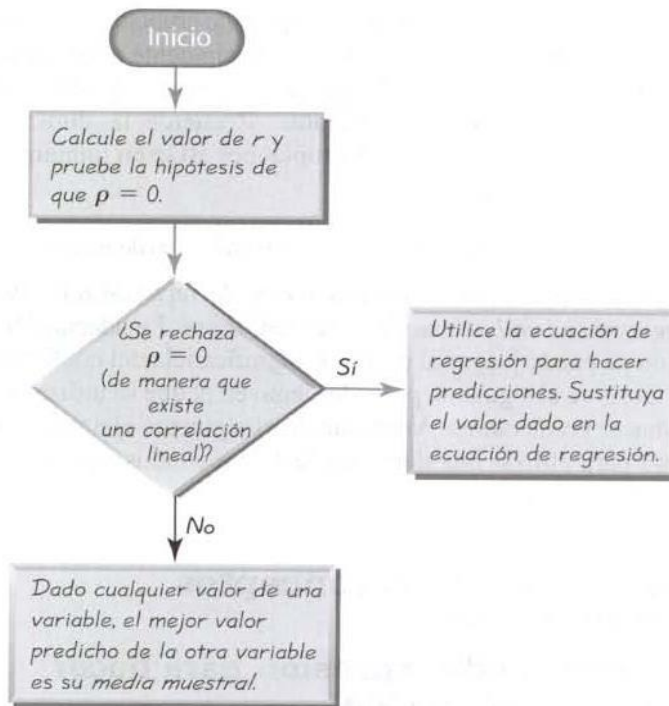 Inicio
Calcule el valor de r y
pruebe la hipótesis de
que ρ = 0.
¿Se rechaza
ρ = 0
(de manera que
existe
una correlación
lineal)?
Sí
Utilice la ecuación de
regresión para hacer
predicciones. Sustituya
el valor dado en la
ecuación de regresión.
No
Dado cualquier valor de una
variable, el mejor valor
predicho de la otra variable
es su media muestral.